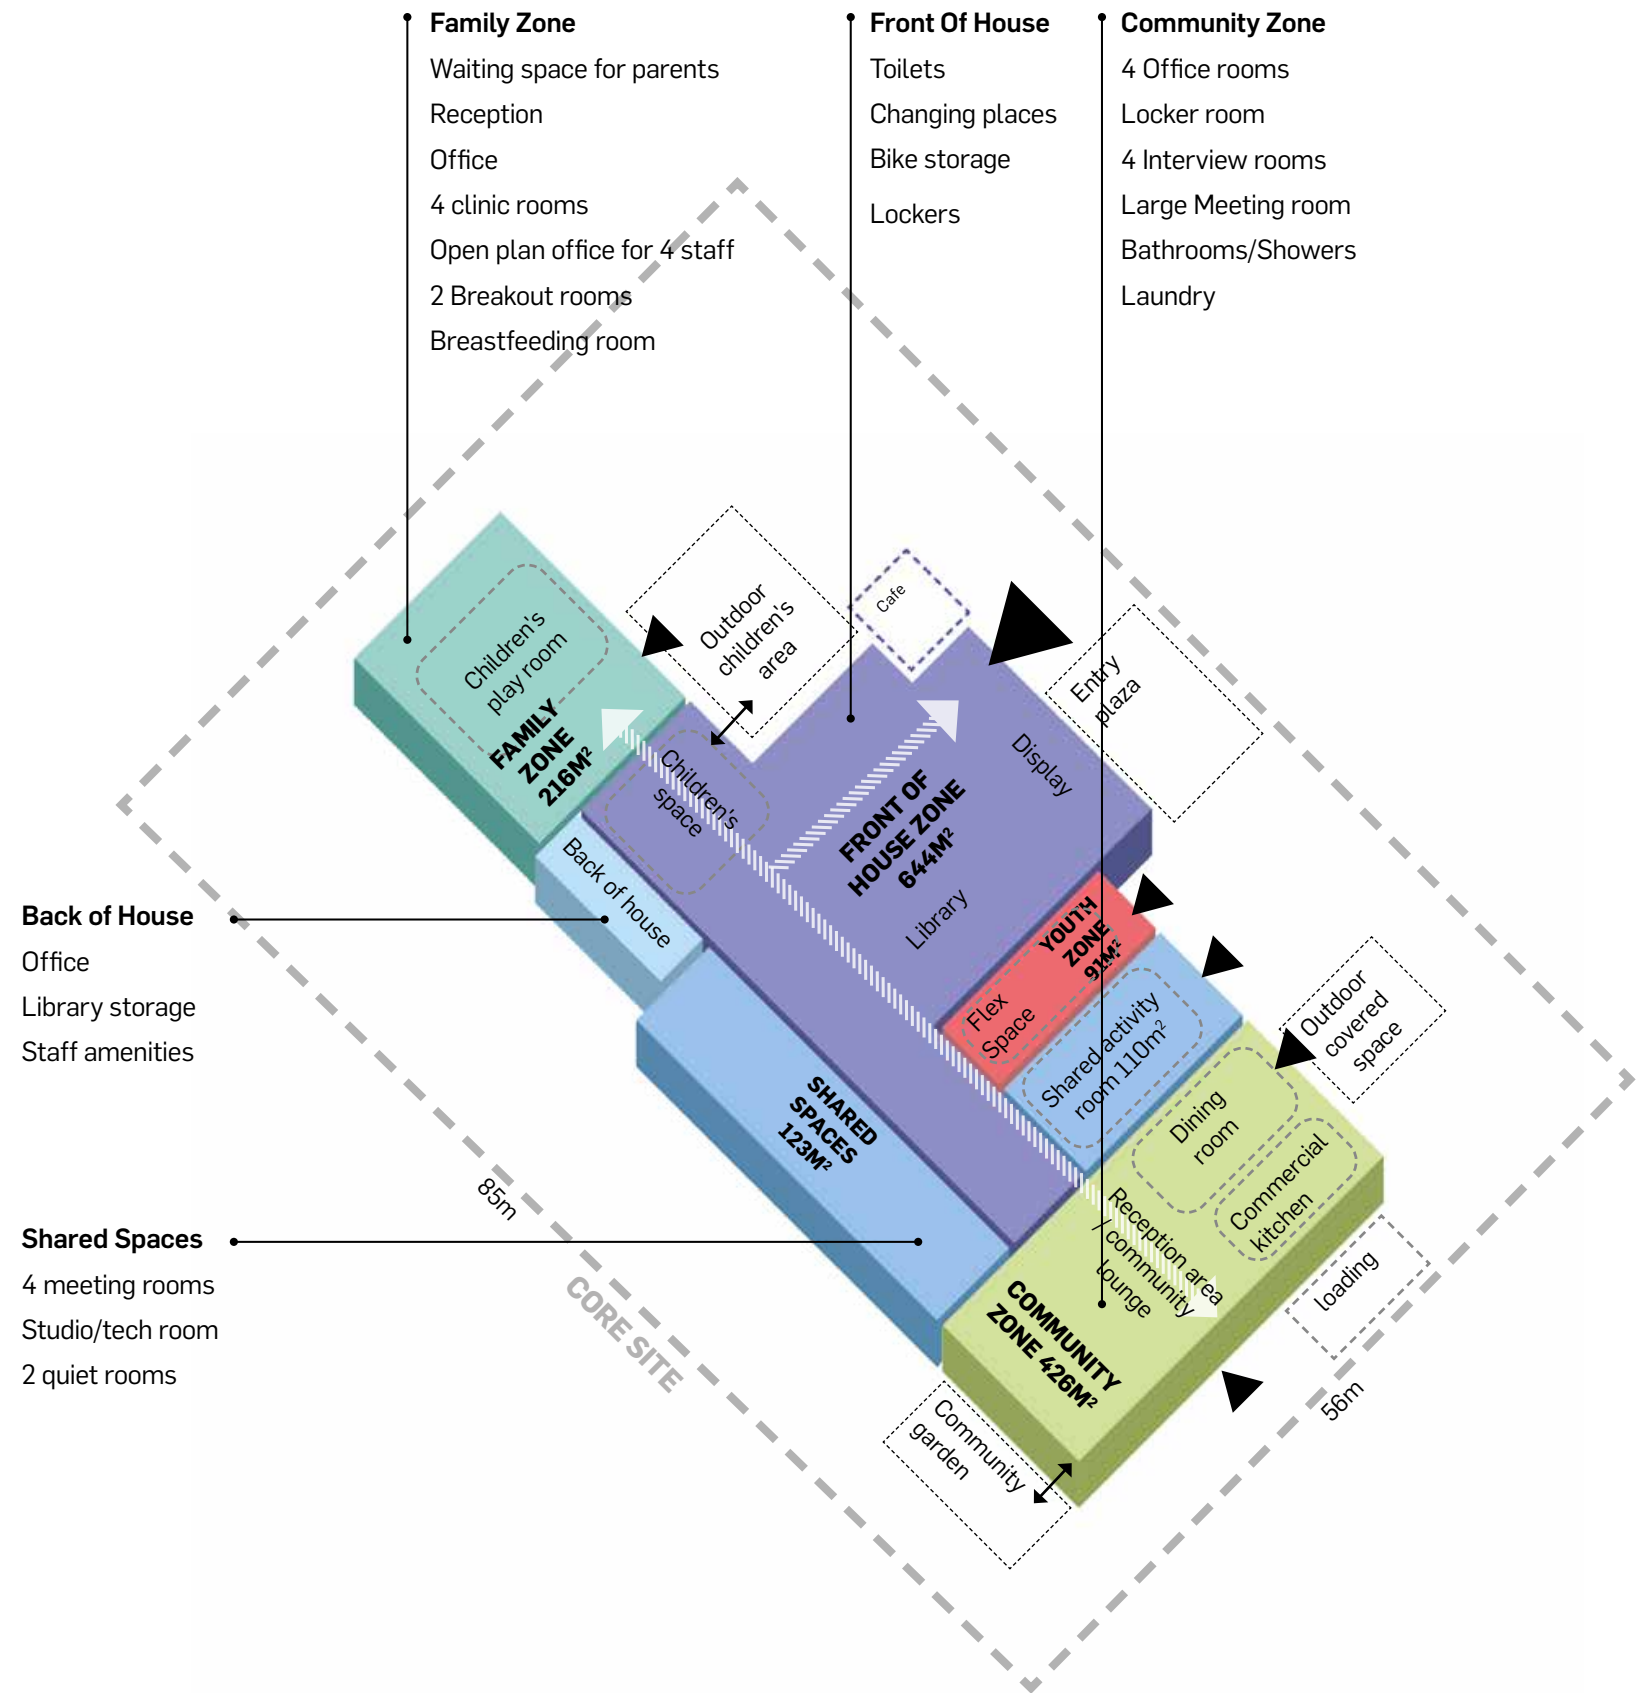 Family Zone
Waiting space for parents
Reception
Office
4 clinic rooms
Open plan office for 4 staff
2 Breakout rooms
Breastfeeding room
Front Of House
Toilets
Changing places
Bike storage
Lockers
Community Zone
4 Office rooms
Locker room
4 Interview rooms
Large Meeting room
Bathrooms/Showers
Laundry
Children's
play room
FAMILY
ZONE
216M²
Outdoor
children's
area
Cafe
Entry
plaza
Children's
space
Display
FRONT OF
HOUSE ZONE
644M²
Library
Back of house
YOUTH
ZONE
91M²
Flex
Space
Shared activity
room 110m²
Outdoor
covered
space
Dining
room
Commercial
kitchen
Reception area
/ community
lounge
COMMUNITY
ZONE 426M²
SHARED
SPACES
123M²
loading
Community
garden
Back of House
Office
Library storage
Staff amenities
Shared Spaces
4 meeting rooms
Studio/tech room
2 quiet rooms
85m
CORE SITE
56m